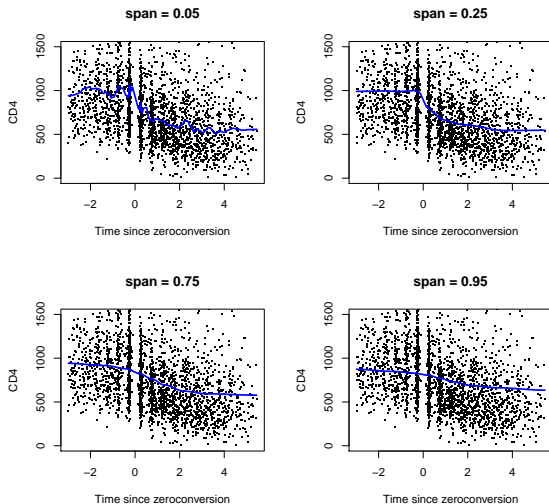 span = 0.05
CD4
0 500 1000 1500
−2 0 2 4
Time since zeroconversion
span = 0.25
CD4
0 500 1000 1500
−2 0 2 4
Time since zeroconversion
span = 0.75
CD4
0 500 1000 1500
−2 0 2 4
Time since zeroconversion
span = 0.95
CD4
0 500 1000 1500
−2 0 2 4
Time since zeroconversion